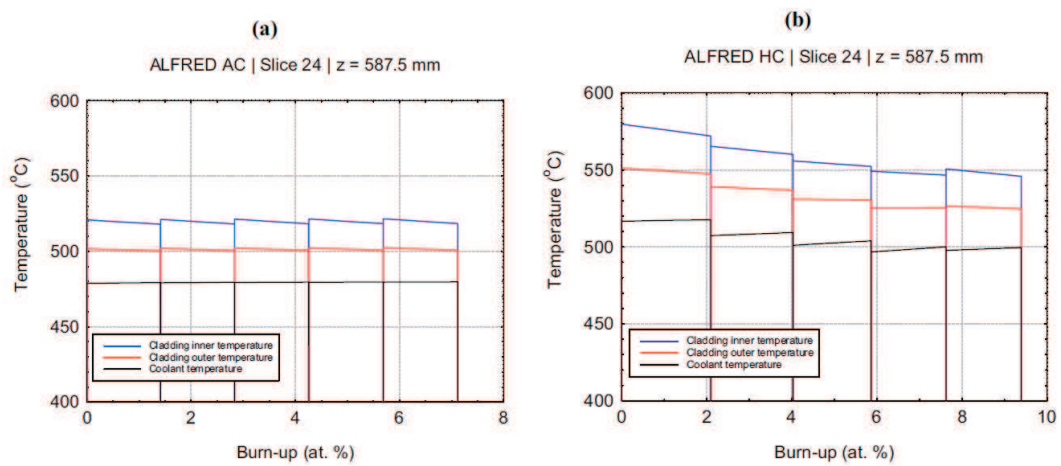 (a)
ALFRED AC | Slice 24 | z = 587.5 mm
600
550
500
450
400
Temperature (°C)
Cladding inner temperature
Cladding outer temperature
Coolant temperature
0 2 4 6 8
Burn-up (at. %)
(b)
ALFRED HC | Slice 24 | z = 587.5 mm
600
550
500
450
400
Temperature (°C)
Cladding inner temperature
Cladding outer temperature
Coolant temperature
0 2 4 6 8 10
Burn-up (at. %)